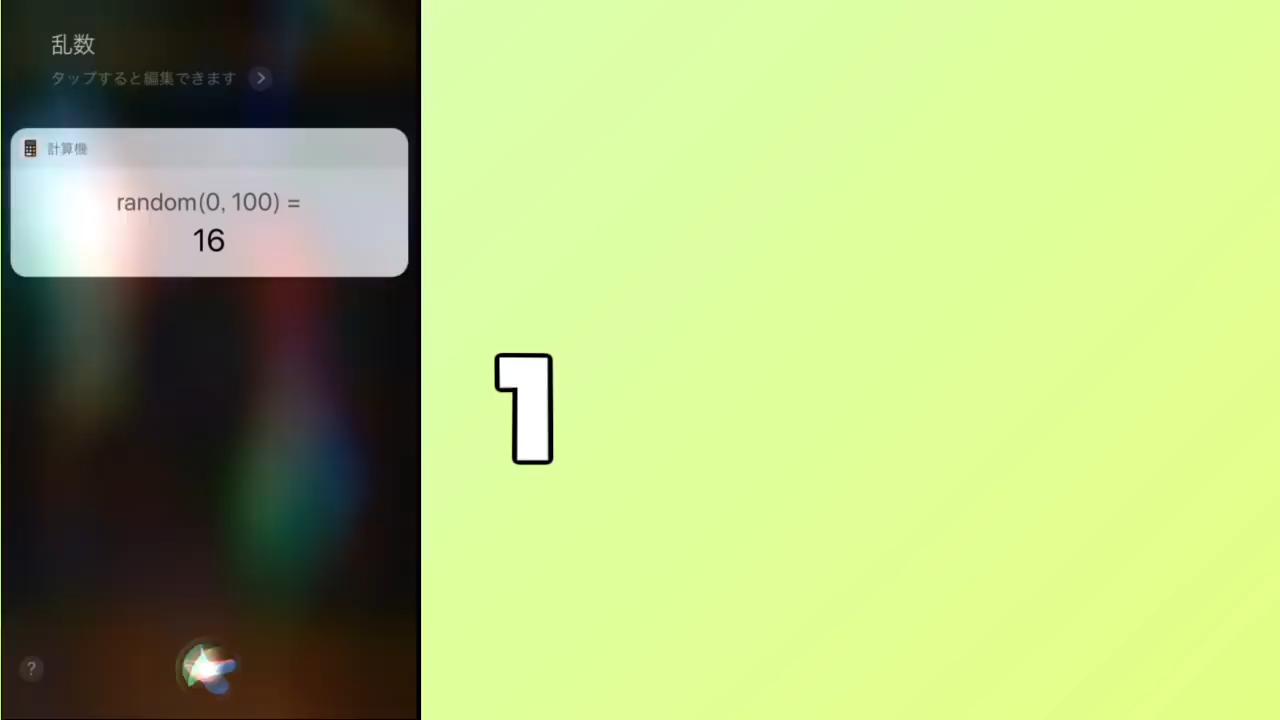 乱数
タップすると編集できます
計算機
random(0, 100) =
16
1
?